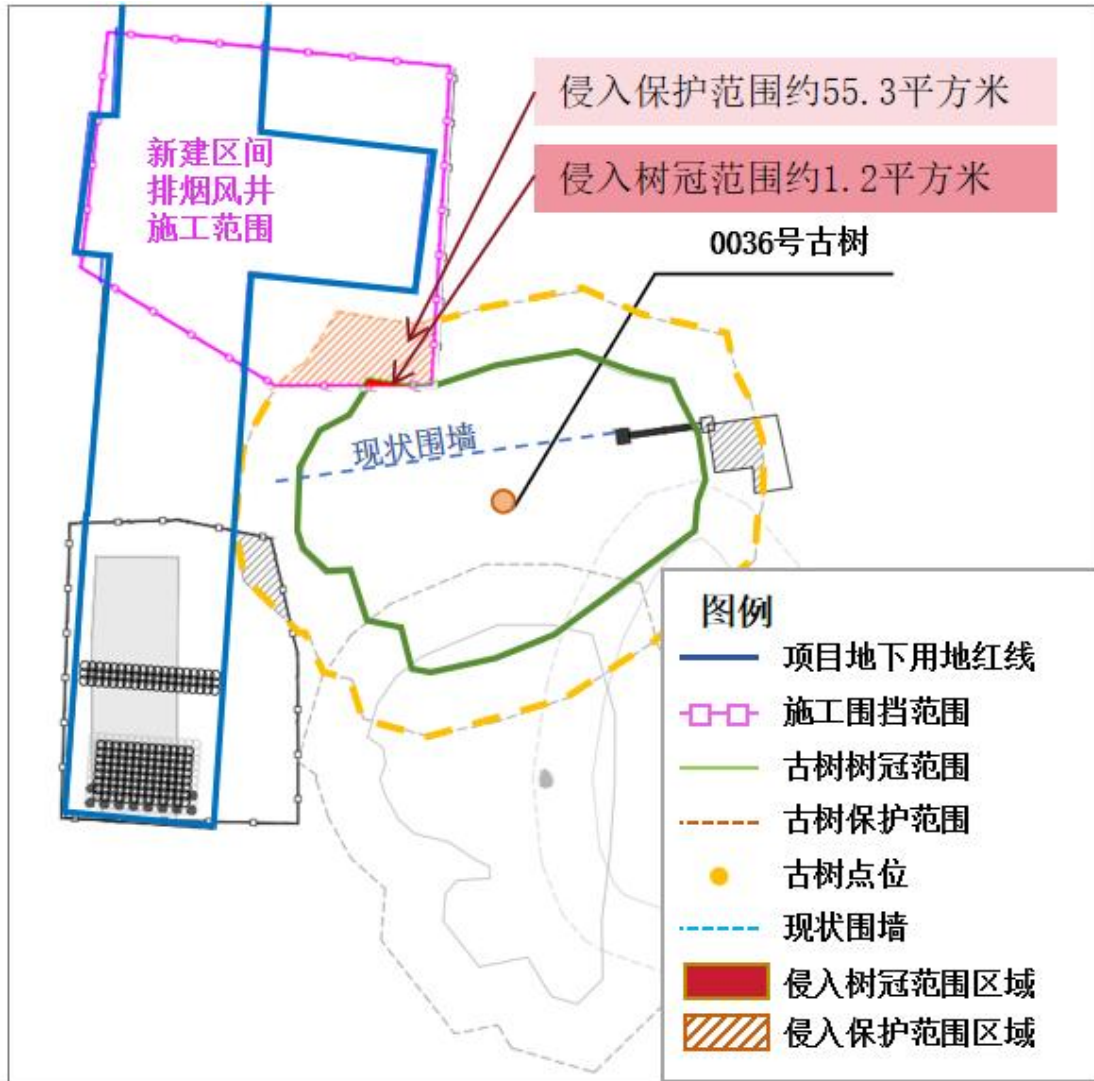 侵入保护范围约55.3平方米
新建区间
排烟风井
施工范围
侵入树冠范围约1.2平方米
0036号古树
现状围墙
图例
项目地下用地红线
施工围挡范围
古树树冠范围
古树保护范围
古树点位
现状围墙
侵入树冠范围区域
侵入保护范围区域